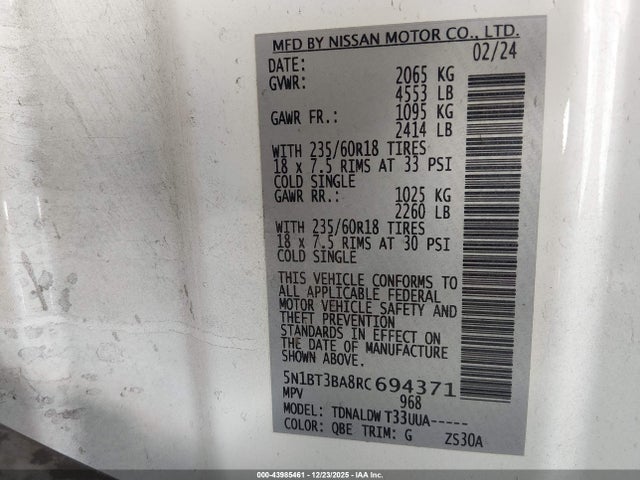 MFD BY NISSAN MOTOR CO., LTD.
DATE: 02/24
GVWR: 2065 KG
4553 LB
GAWR FR.: 1095 KG
2414 LB
WITH 235/60R18 TIRES
18 x 7.5 RIMS AT 33 PSI
COLD SINGLE
GAWR RR.: 1025 KG
2260 LB
WITH 235/60R18 TIRES
18 x 7.5 RIMS AT 30 PSI
COLD SINGLE
THIS VEHICLE CONFORMS TO
ALL APPLICABLE FEDERAL
MOTOR VEHICLE SAFETY AND
THEFT PREVENTION
STANDARDS IN EFFECT ON
THE DATE OF MANUFACTURE
SHOWN ABOVE.
5N1BT3BA8RC694371
MPV 968
MODEL: TDNALDW T33UUA-----
COLOR: QBE TRIM: G ZS30A
000-43985461 - 12/23/2025 - IAAI.COM